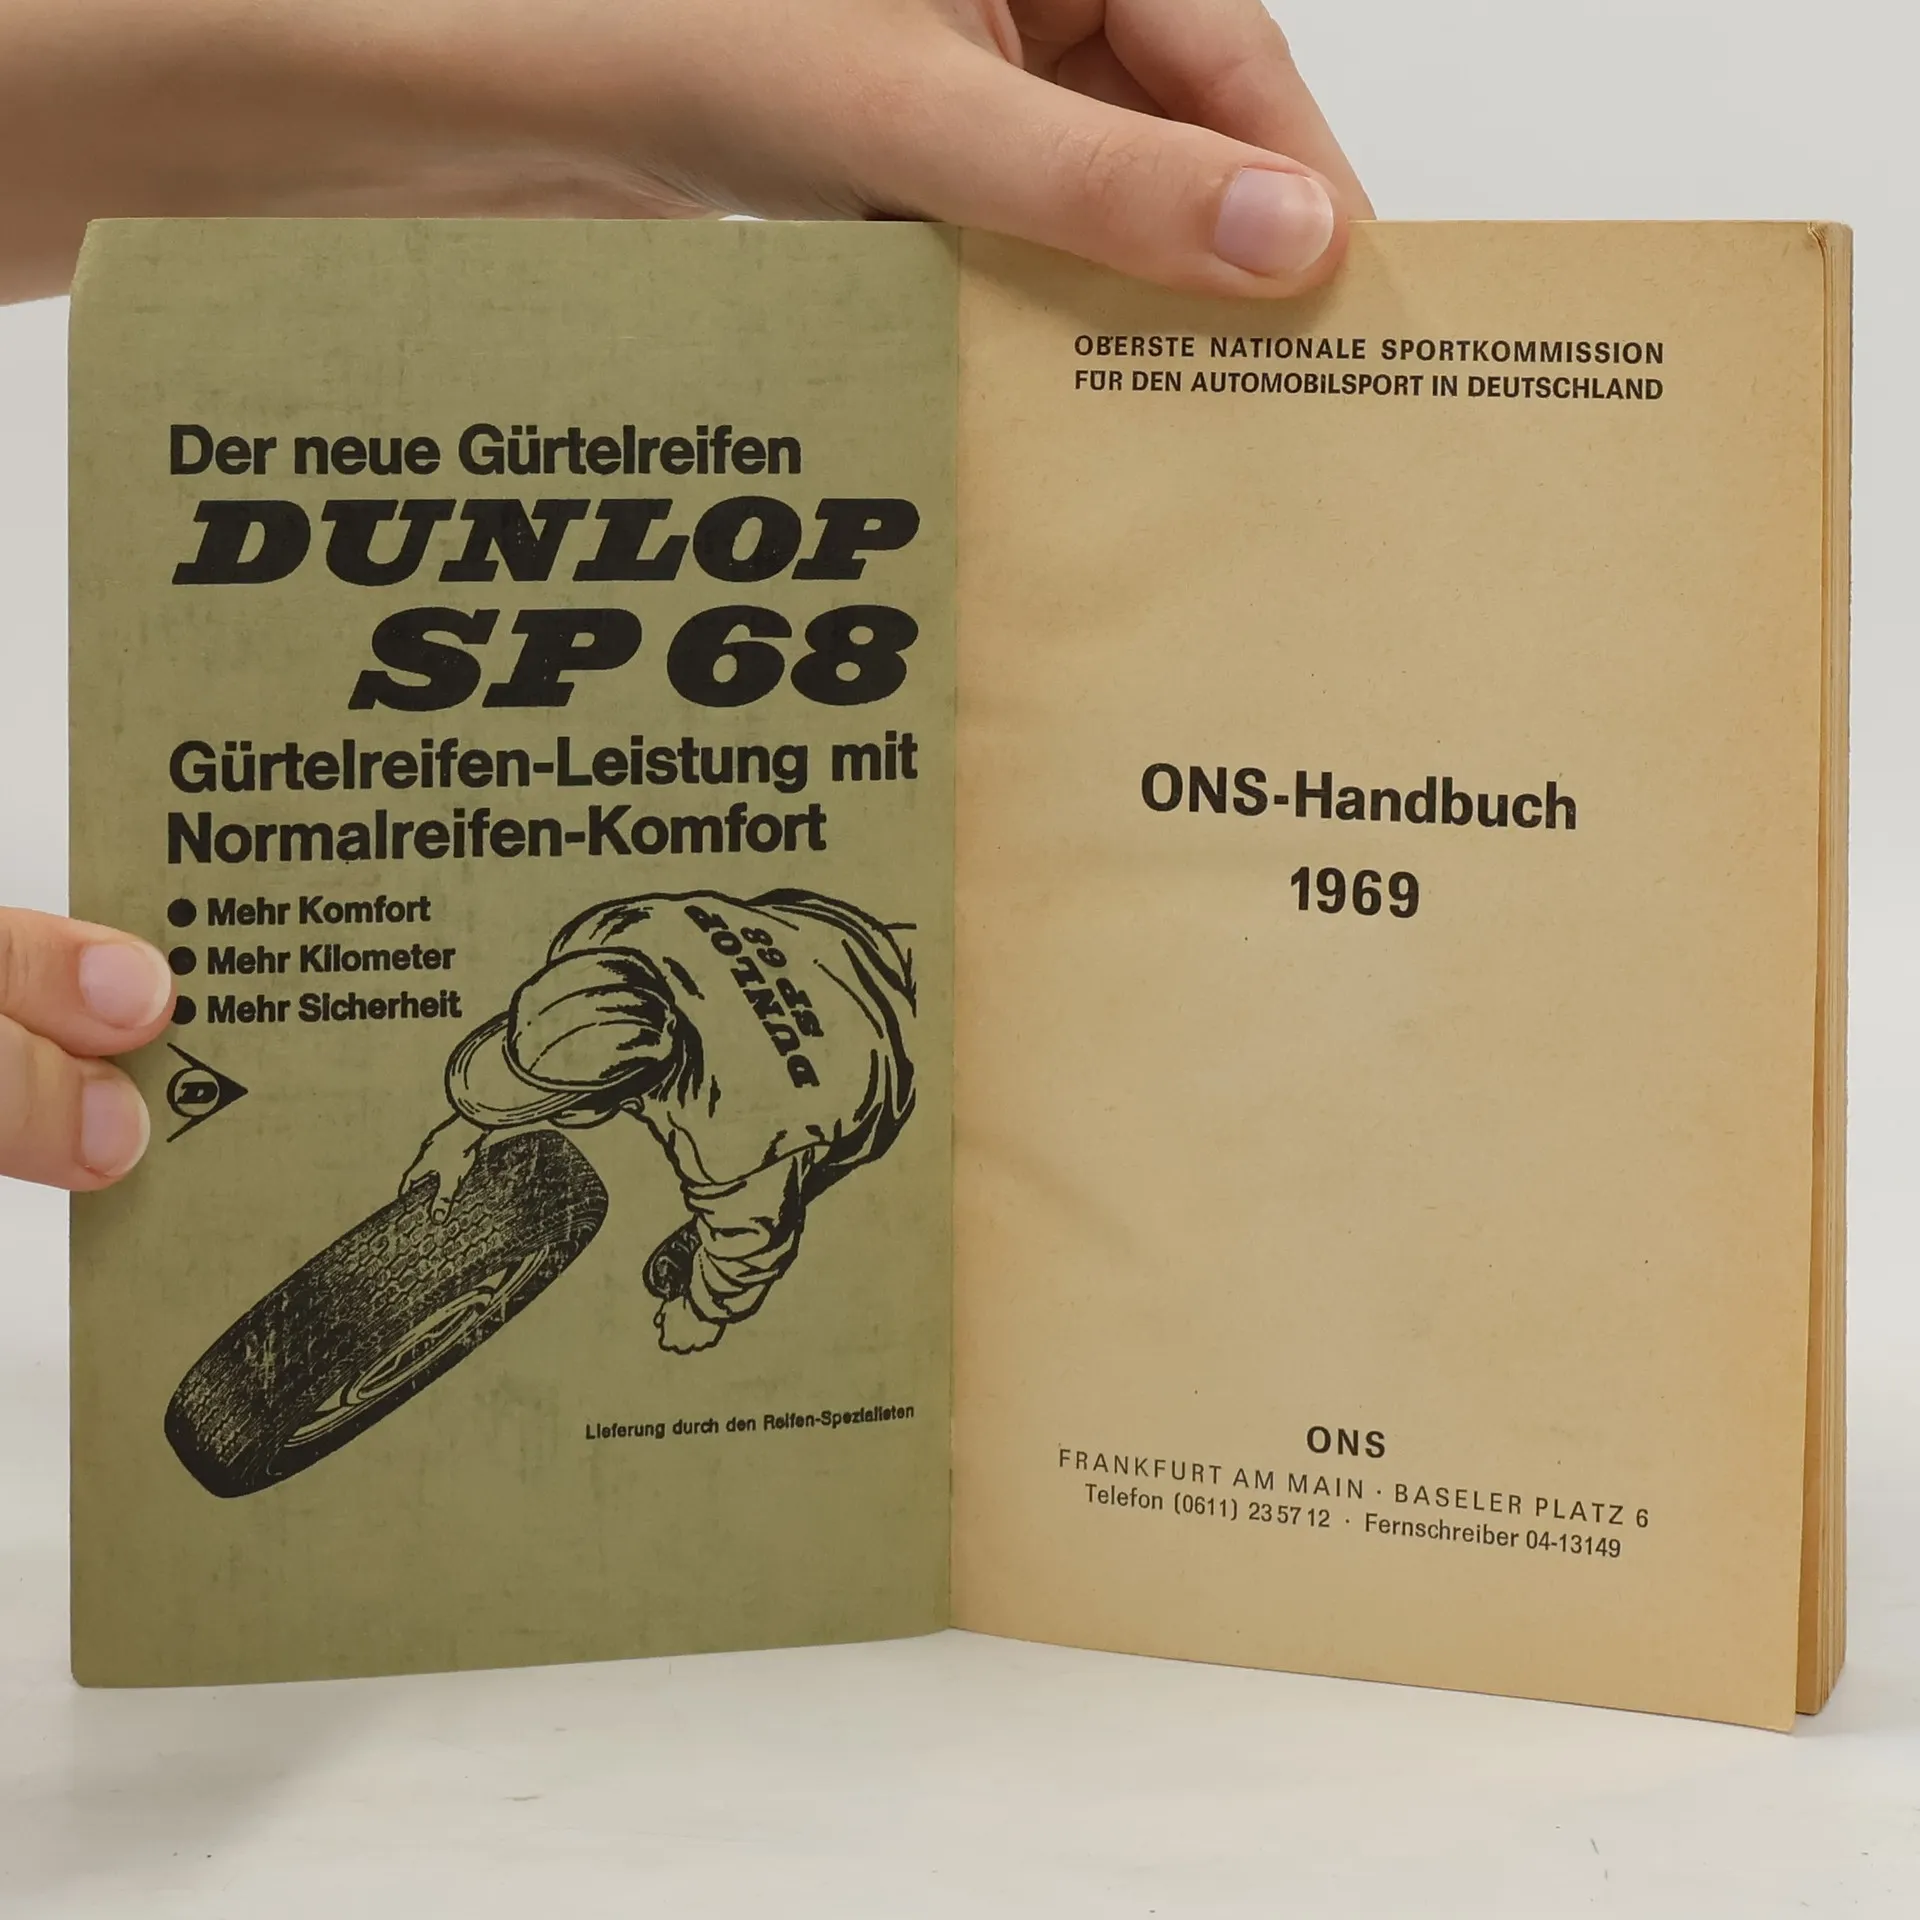 Der neue Gürtelreifen
DUNLOP
SP 68
Gürtelreifen-Leistung mit
Normalreifen-Komfort
● Mehr Komfort
● Mehr Kilometer
● Mehr Sicherheit
D
DUNLOP
SP 68
Lieferung durch den Reifen-Spezialisten
OBERSTE NATIONALE SPORTKOMMISSION
FÜR DEN AUTOMOBILSPORT IN DEUTSCHLAND
ONS-Handbuch
1969
ONS
FRANKFURT AM MAIN · BASELER PLATZ 6
Telefon (0611) 23 57 12 · Fernschreiber 04-13149